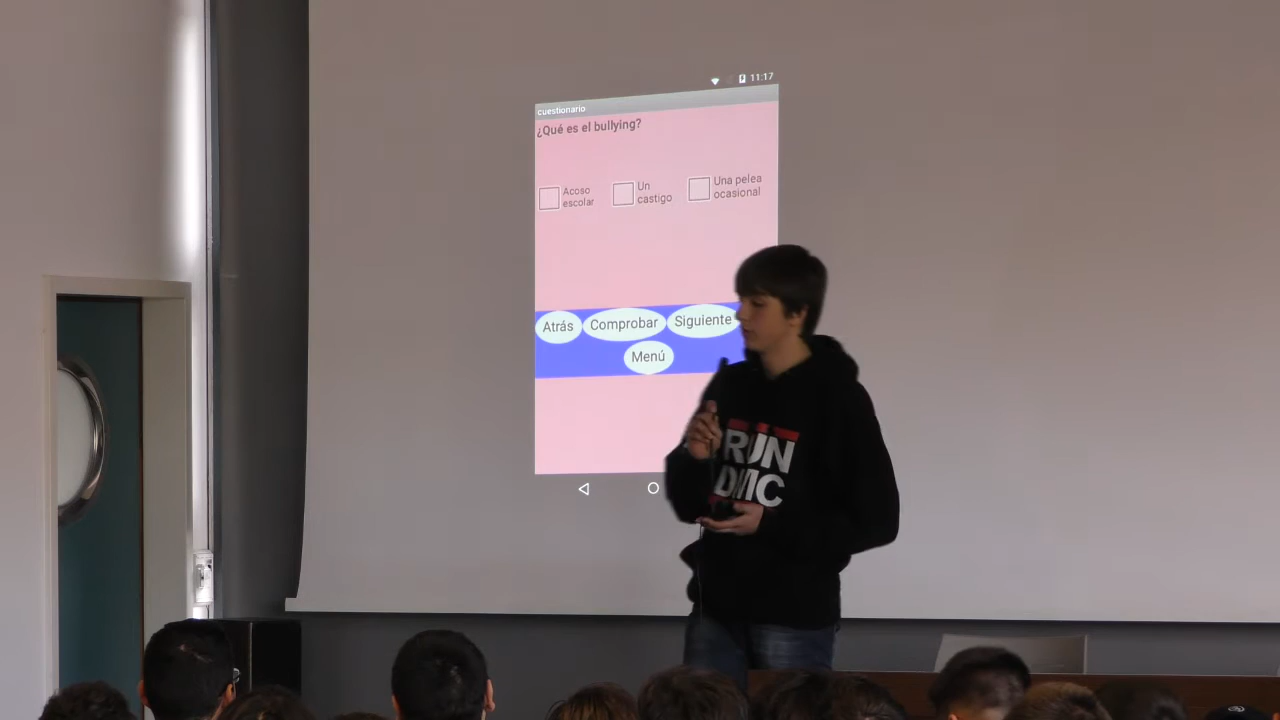 11:17
cuestionario
¿Qué es el bullying?
Acoso
escolar
Un
castigo
Una pelea
ocasional
Atrás
Comprobar
Siguiente
Menú
RUN
DMC